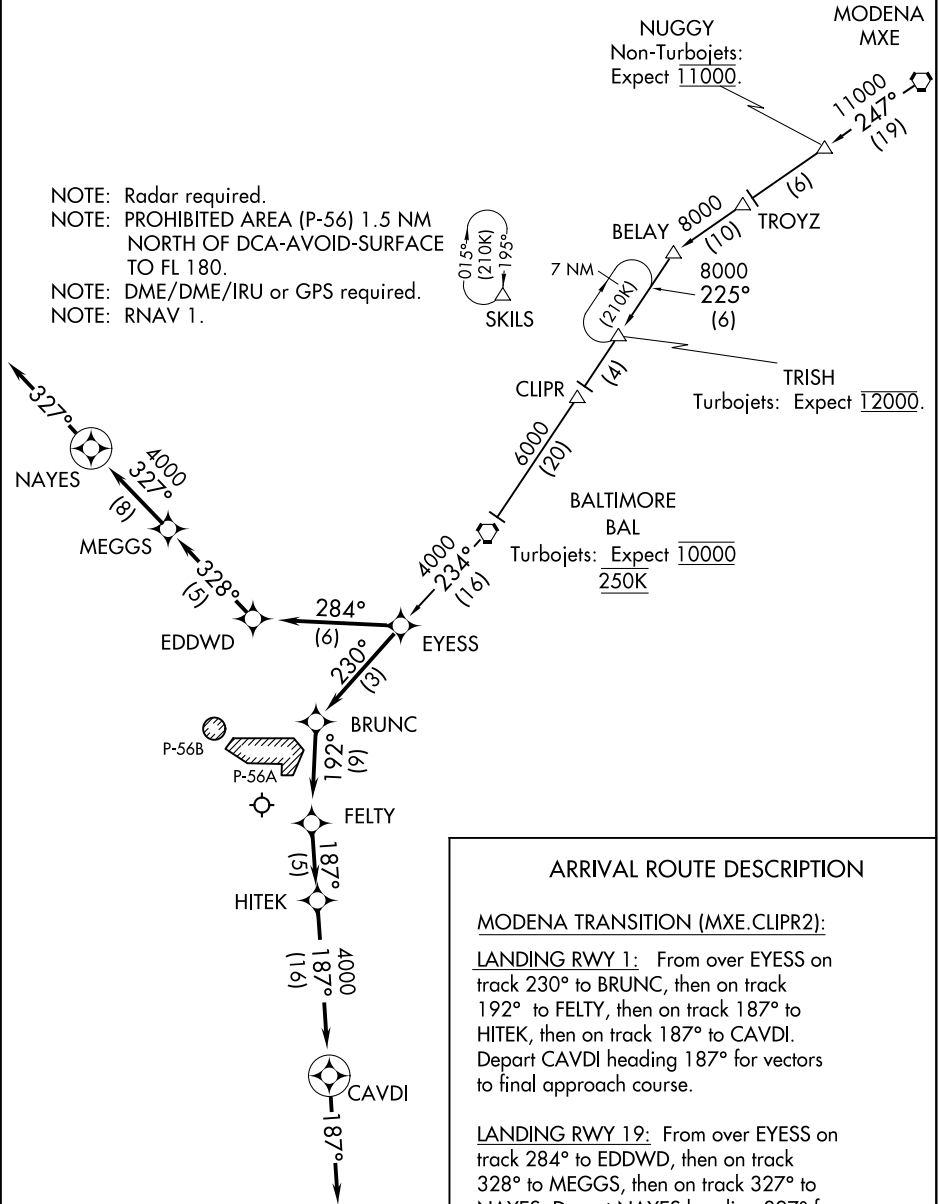 MODENA
MXE
NUGGY
Non-Turbojets:
Expect 11000.
11000
247°
(19)
(6)
TROYZ
8000
(10)
BELAY
8000
225°
(6)
7 NM
(210K)
NOTE: Radar required.
NOTE: PROHIBITED AREA (P-56) 1.5 NM
NORTH OF DCA-AVOID-SURFACE
TO FL 180.
NOTE: DME/DME/IRU or GPS required.
NOTE: RNAV 1.
015°
(210K)
195°
SKILS
TRISH
Turbojets: Expect 12000.
(4)
CLIPR
6000
(20)
BALTIMORE
BAL
Turbojets: Expect 10000
250K
4000
234°
(16)
327°
NAYES
4000
327°
(8)
MEGGS
328°
(5)
EDDWD
284°
(6)
EYESS
230°
(3)
BRUNC
P-56B
P-56A
192°
(9)
FELTY
187°
(5)
HITEK
4000
187°
(16)
CAVDI
187°
ARRIVAL ROUTE DESCRIPTION
MODENA TRANSITION (MXE.CLIPR2):
LANDING RWY 1: From over EYESS on
track 230° to BRUNC, then on track
192° to FELTY, then on track 187° to
HITEK, then on track 187° to CAVDI.
Depart CAVDI heading 187° for vectors
to final approach course.
LANDING RWY 19: From over EYESS on
track 284° to EDDWD, then on track
328° to MEGGS, then on track 327° to